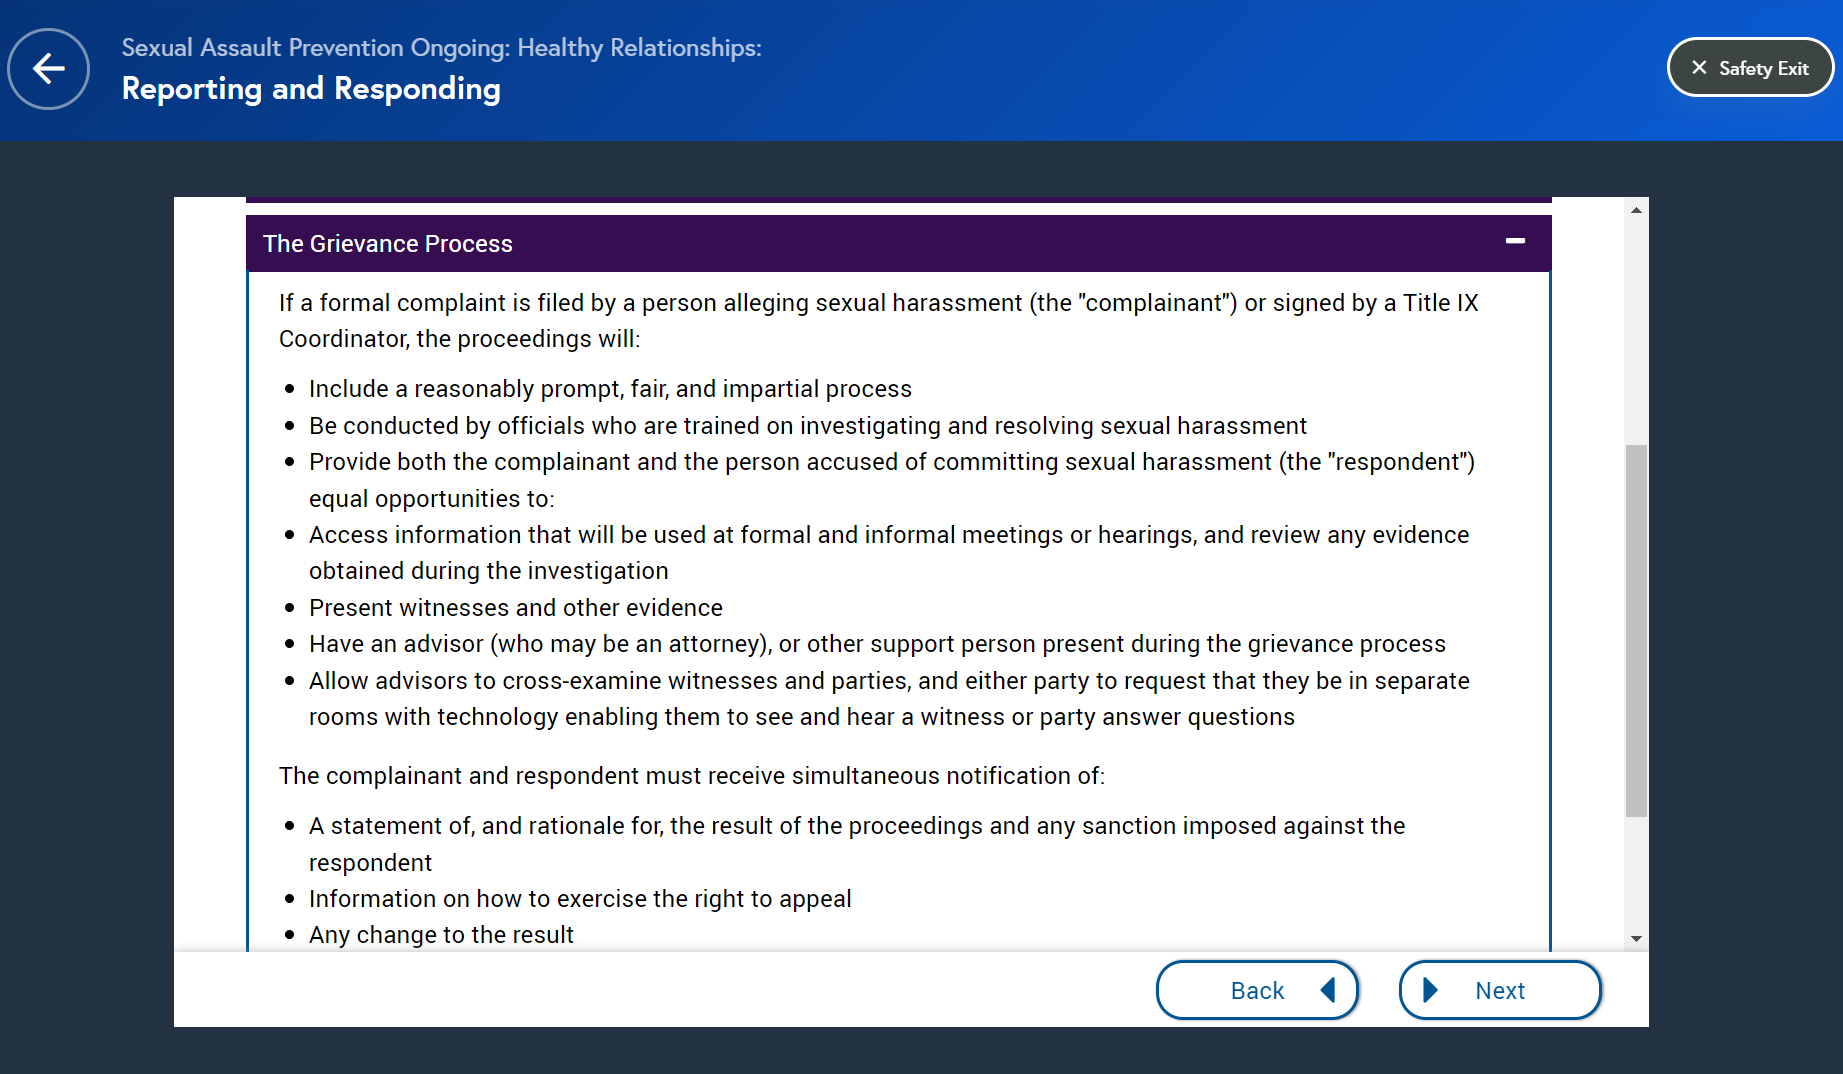 Sexual Assault Prevention Ongoing: Healthy Relationships:
Reporting and Responding
Safety Exit
The Grievance Process
If a formal complaint is filed by a person alleging sexual harassment (the "complainant") or signed by a Title IX
Coordinator, the proceedings will:
Include a reasonably prompt, fair, and impartial process
Be conducted by officials who are trained on investigating and resolving sexual harassment
Provide both the complainant and the person accused of committing sexual harassment (the "respondent")
equal opportunities to:
Access information that will be used at formal and informal meetings or hearings, and review any evidence
obtained during the investigation
Present witnesses and other evidence
Have an advisor (who may be an attorney), or other support person present during the grievance process
Allow advisors to cross-examine witnesses and parties, and either party to request that they be in separate
rooms with technology enabling them to see and hear a witness or party answer questions
The complainant and respondent must receive simultaneous notification of:
A statement of, and rationale for, the result of the proceedings and any sanction imposed against the
respondent
Information on how to exercise the right to appeal
Any change to the result
Back
Next